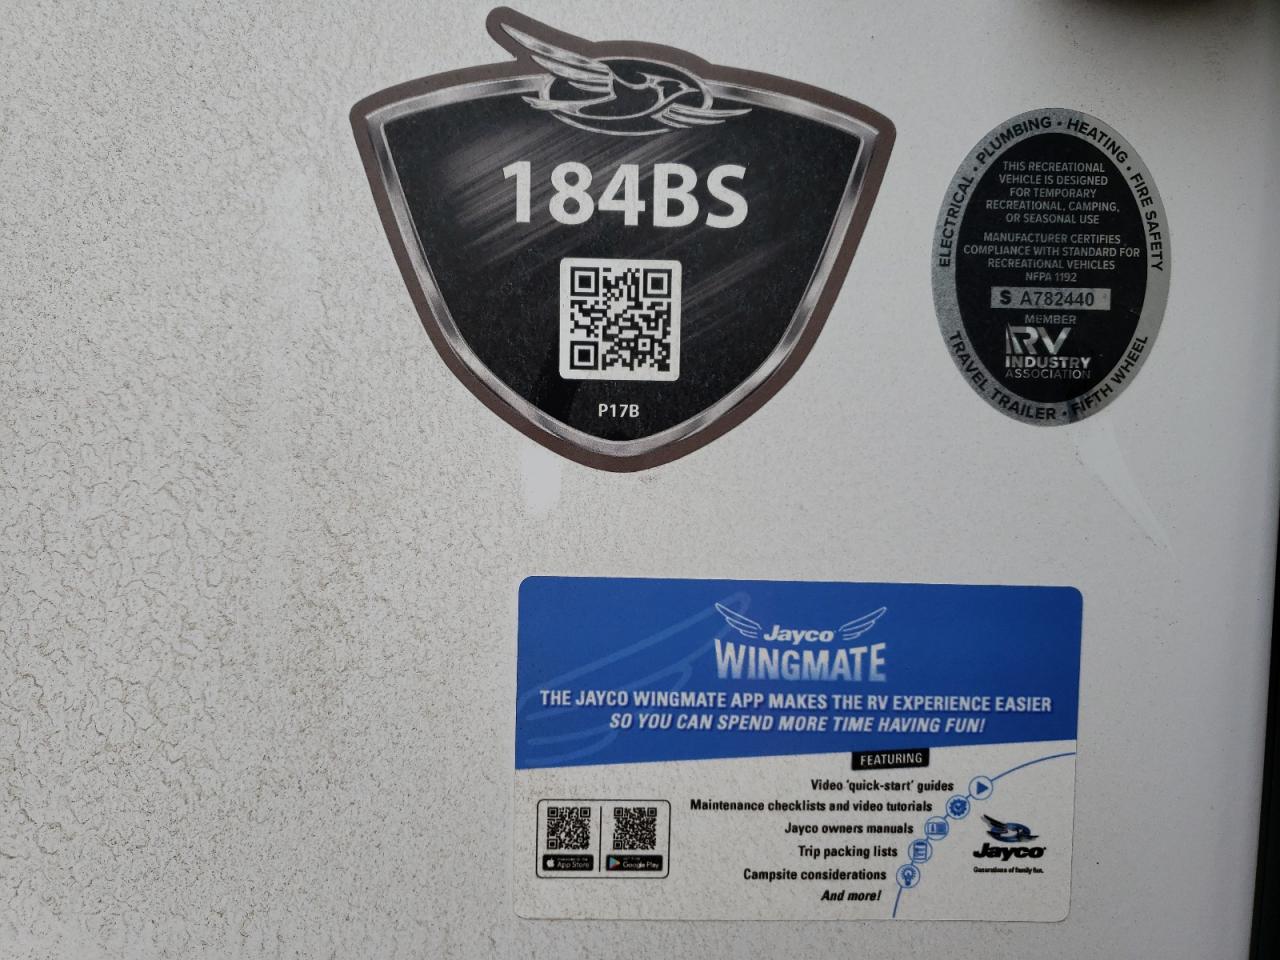 184BS
P17B
ELECTRICAL • PLUMBING • HEATING • FIRE SAFETY
THIS RECREATIONAL
VEHICLE IS DESIGNED
FOR TEMPORARY
RECREATIONAL, CAMPING,
OR SEASONAL USE
MANUFACTURER CERTIFIES
COMPLIANCE WITH STANDARD FOR
RECREATIONAL VEHICLES
NFPA 1192
S A782440
MEMBER
RV
INDUSTRY
ASSOCIATION
TRAVEL TRAILER • FIFTH WHEEL
Jayco
WINGMATE
THE JAYCO WINGMATE APP MAKES THE RV EXPERIENCE EASIER
SO YOU CAN SPEND MORE TIME HAVING FUN!
FEATURING
Video 'quick-start' guides
Maintenance checklists and video tutorials
Jayco owners manuals
Trip packing lists
Campsite considerations
And more!
App Store
Google Play
Jayco
Generations of family fun.